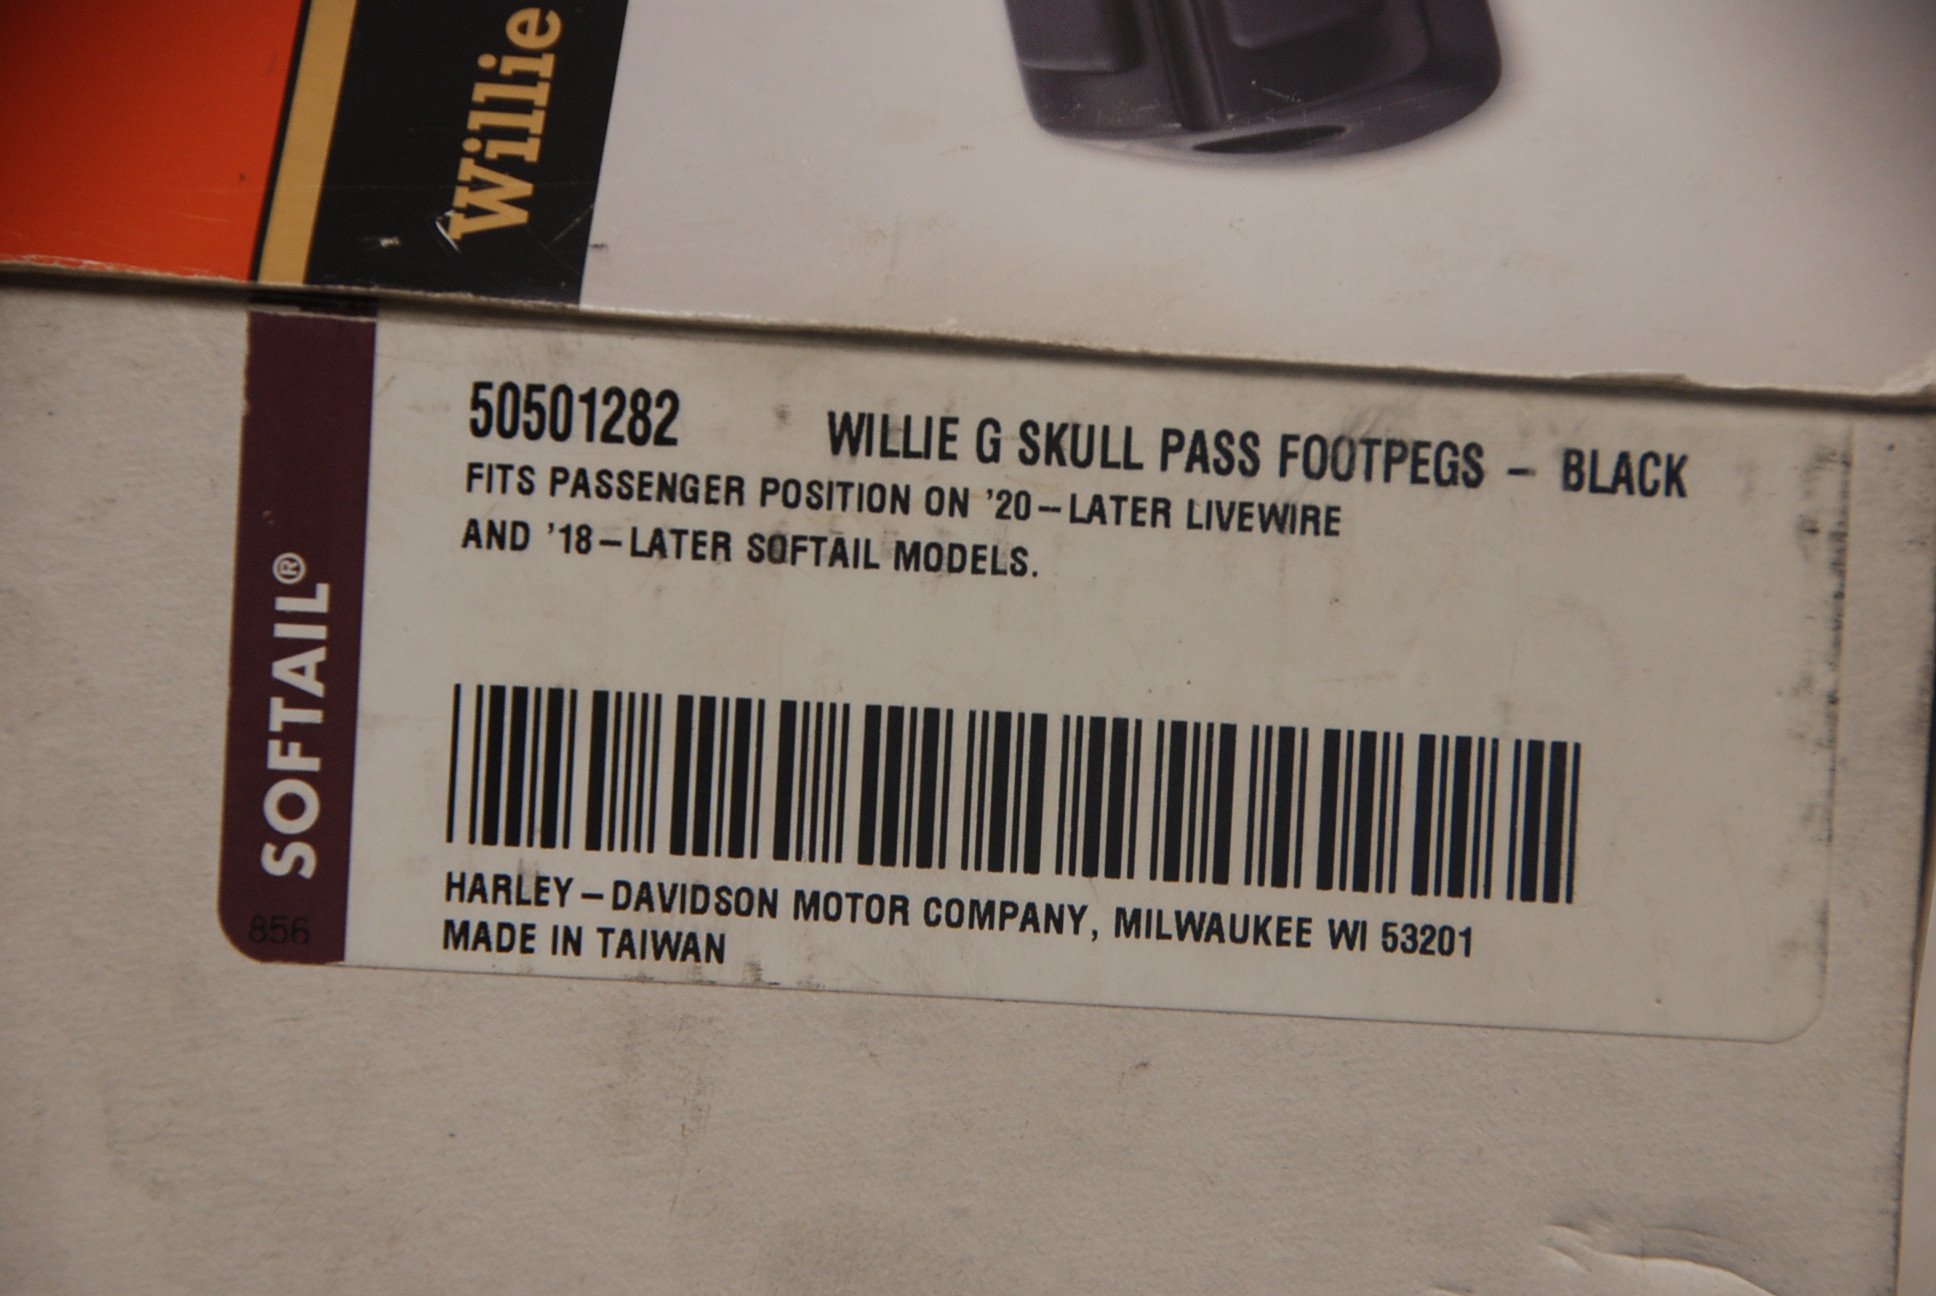 Willie
50501282 WILLIE G SKULL PASS FOOTPEGS – BLACK
FITS PASSENGER POSITION ON '20–LATER LIVEWIRE
AND '18–LATER SOFTAIL MODELS.
SOFTAIL®
856
HARLEY–DAVIDSON MOTOR COMPANY, MILWAUKEE WI 53201
MADE IN TAIWAN